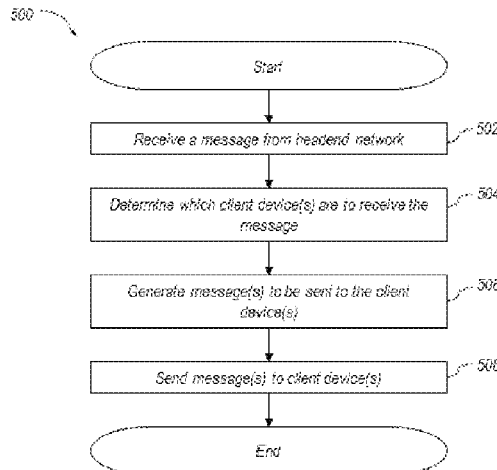 500
Start
Receive a message from headend network
502
Determine which client device(s) are to receive the
message
504
Generate message(s) to be sent to the client
device(s)
506
Send message(s) to client device(s)
508
End